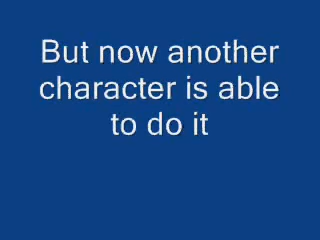 But now another
character is able
to do it